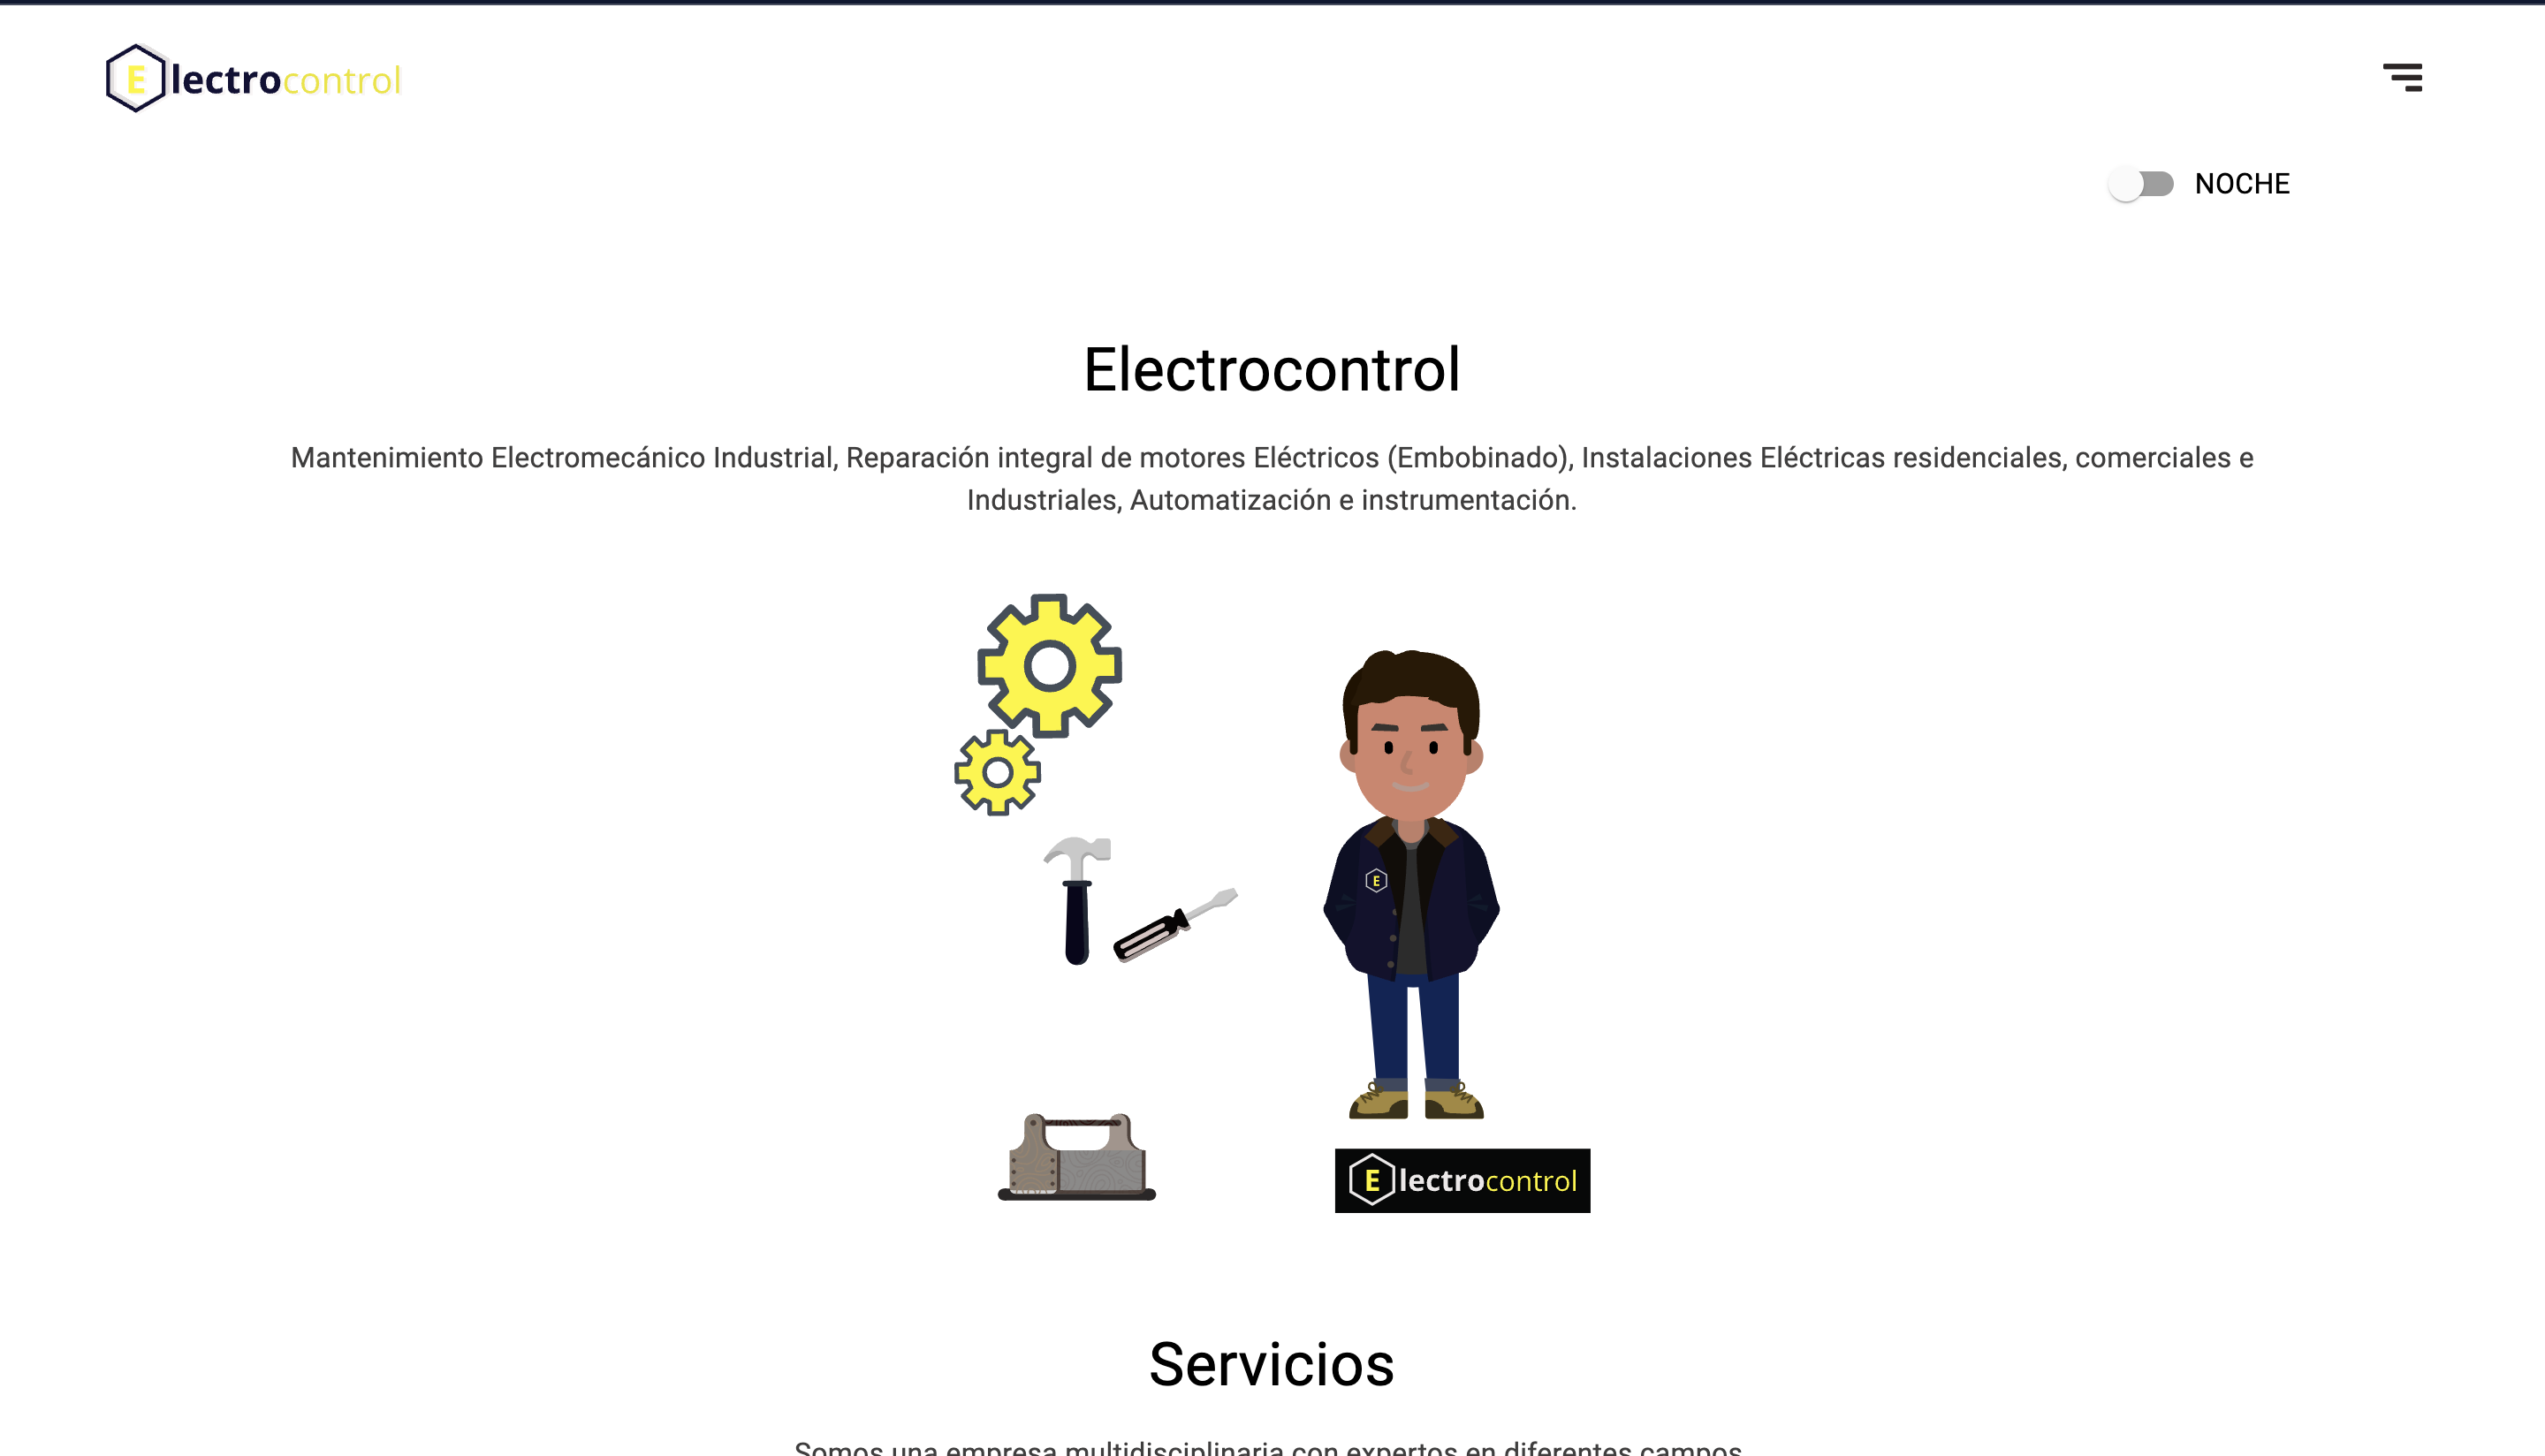 Electrocontrol
NOCHE
Electrocontrol
Mantenimiento Electromecánico Industrial, Reparación integral de motores Eléctricos (Embobinado), Instalaciones Eléctricas residenciales, comerciales e
Industriales, Automatización e instrumentación.
E
Electrocontrol
Servicios
Somos una empresa multidisciplinaria con expertos en diferentes campos